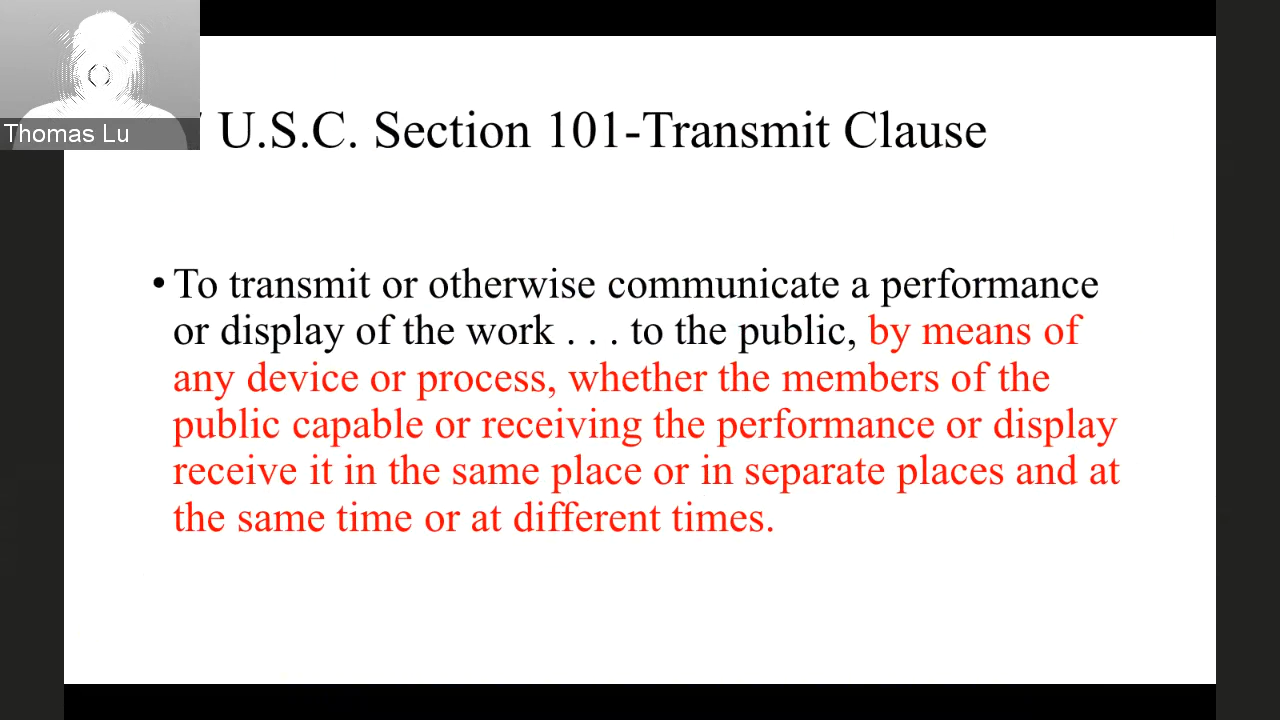 Thomas Lu
U.S.C. Section 101-Transmit Clause
• To transmit or otherwise communicate a performance
or display of the work . . . to the public, by means of
any device or process, whether the members of the
public capable or receiving the performance or display
receive it in the same place or in separate places and at
the same time or at different times.